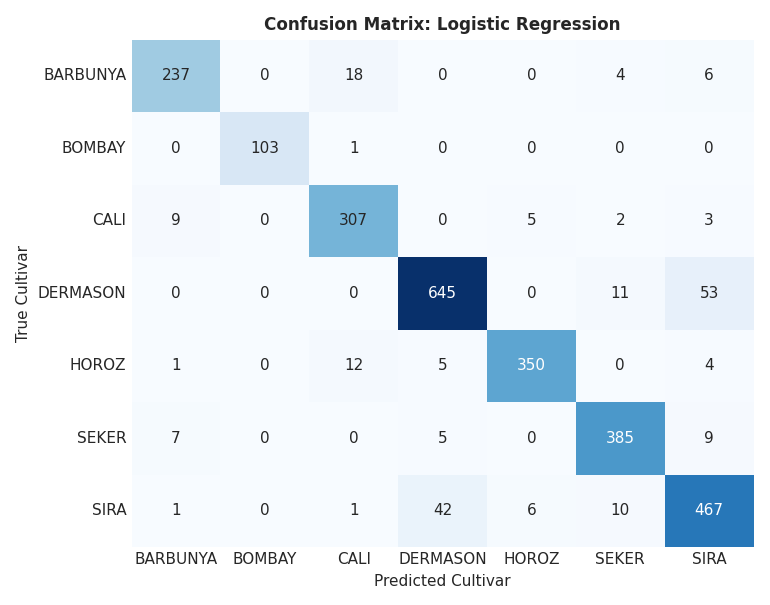 Confusion Matrix: Logistic Regression
True Cultivar
BARBUNYA 237 0 18 0 0 4 6
BOMBAY 0 103 1 0 0 0 0
CALI 9 0 307 0 5 2 3
DERMASON 0 0 0 645 0 11 53
HOROZ 1 0 12 5 350 0 4
SEKER 7 0 0 5 0 385 9
SIRA 1 0 1 42 6 10 467
BARBUNYA BOMBAY CALI DERMASON HOROZ SEKER SIRA
Predicted Cultivar